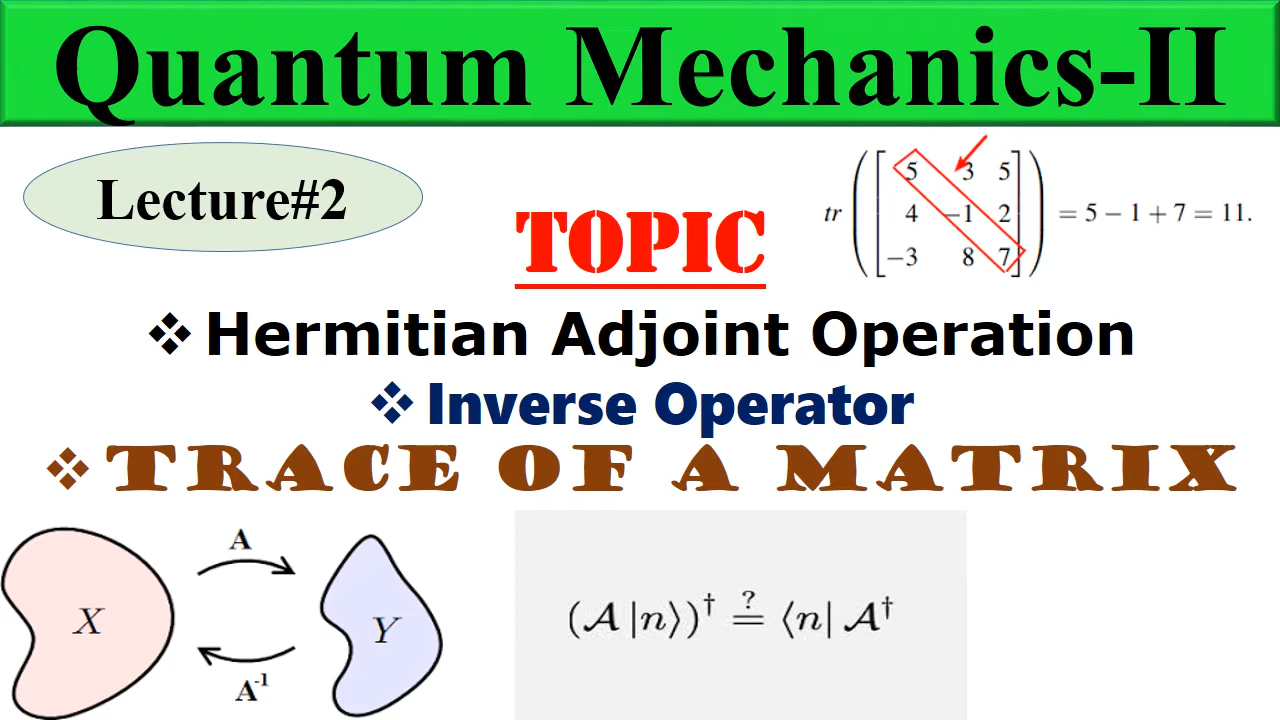 Quantum Mechanics-II
Lecture#2
TOPIC
tr ( [ 5 3 5
4 -1 2
-3 8 7 ] ) = 5 − 1 + 7 = 11.
❖ Hermitian Adjoint Operation
❖ Inverse Operator
❖ TRACE OF A MATRIX
A
X
Y
A⁻¹
(𝒜 |n⟩)† ≟ ⟨n| 𝒜†